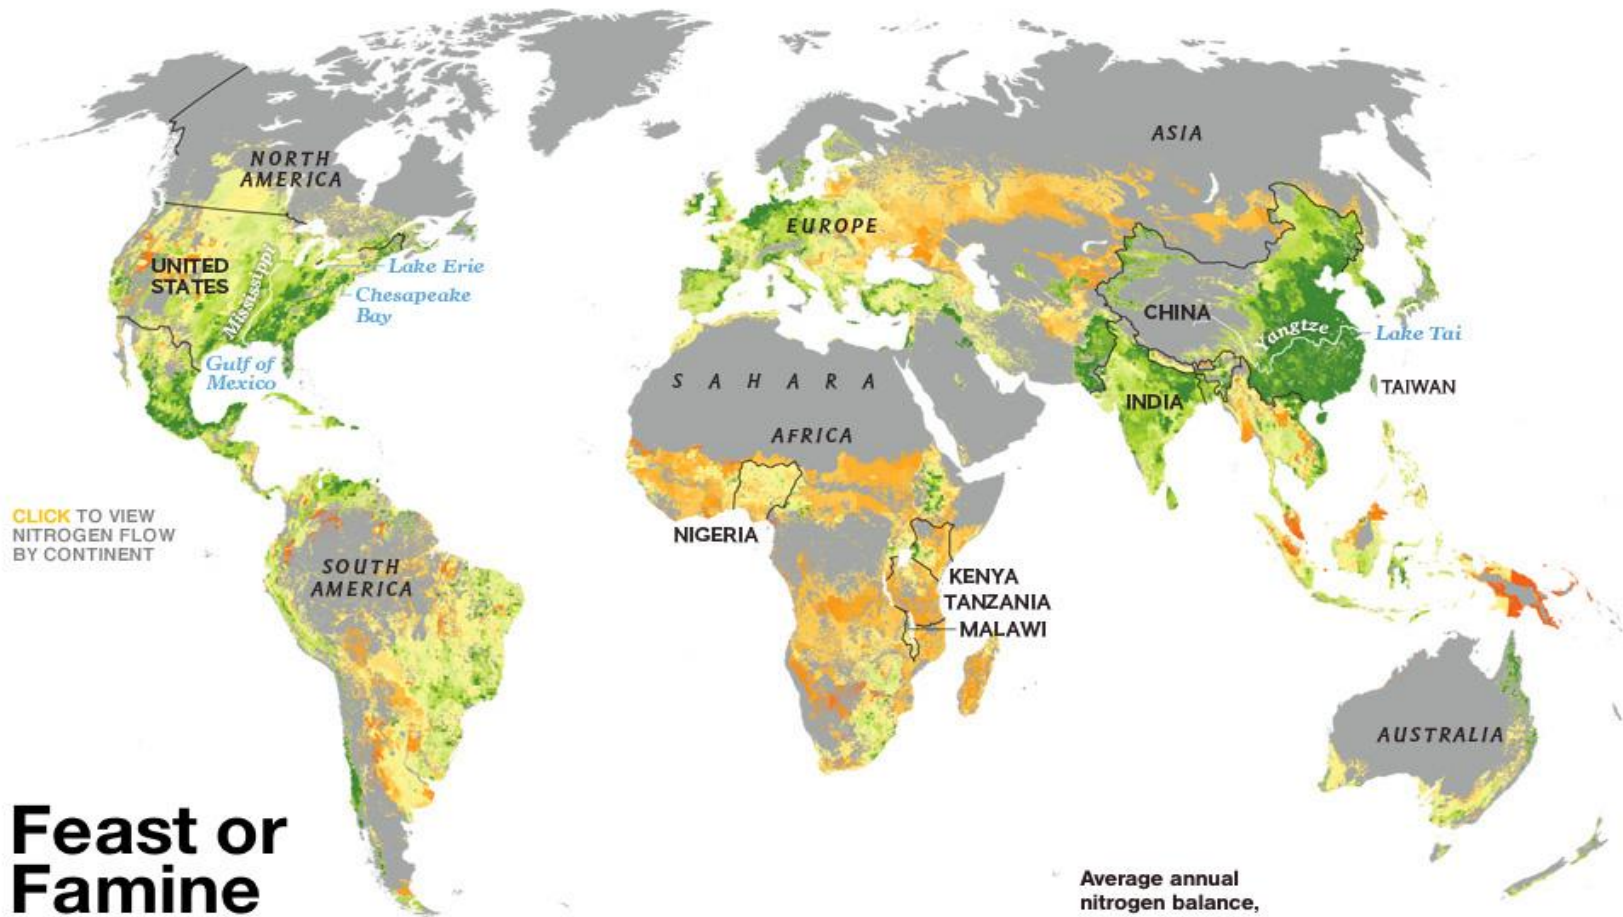 ASIA
NORTH
AMERICA
EUROPE
UNITED
STATES
Mississippi
Lake Erie
Chesapeake
Bay
Gulf of
Mexico
CHINA
Yangtze
Lake Tai
TAIWAN
INDIA
SAHARA
AFRICA
NIGERIA
KENYA
TANZANIA
MALAWI
CLICK TO VIEW
NITROGEN FLOW
BY CONTINENT
SOUTH
AMERICA
AUSTRALIA
Feast or
Famine
Average annual
nitrogen balance,